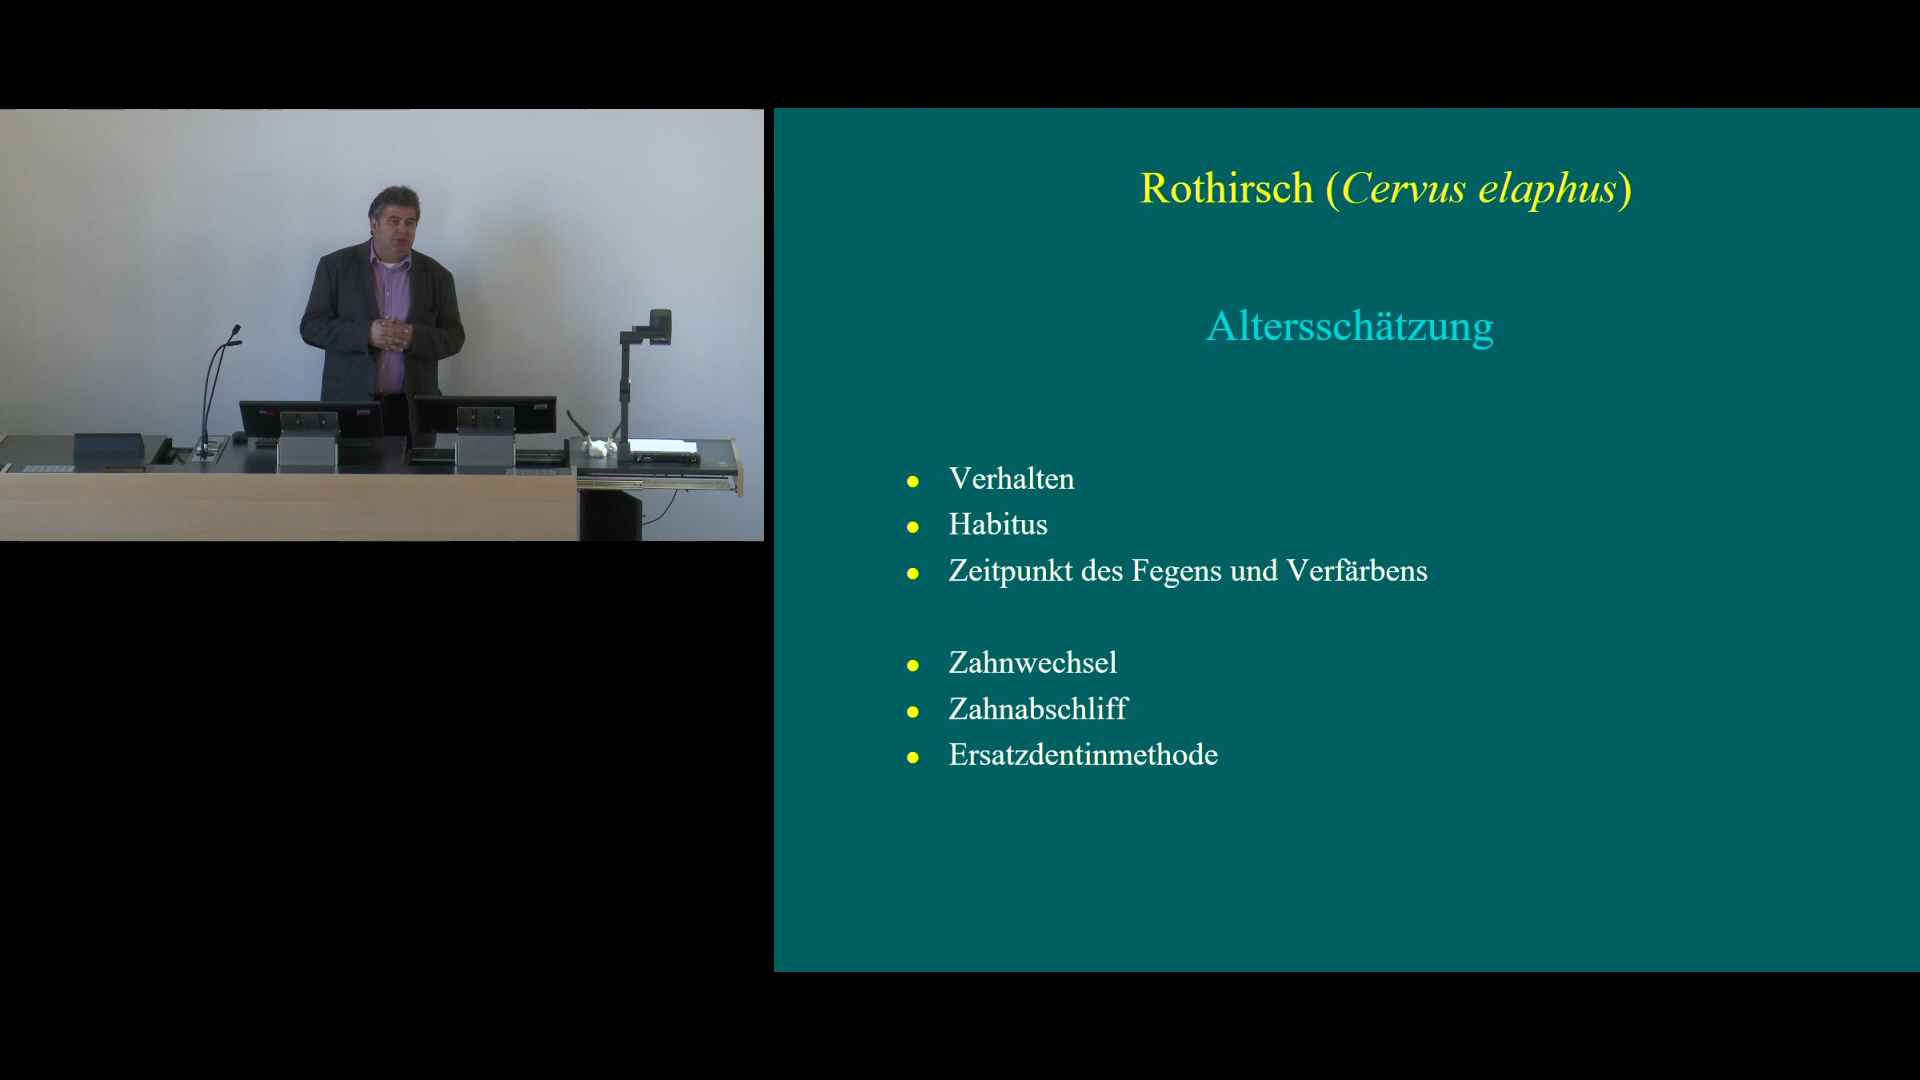 Rothirsch (Cervus elaphus)
Altersschätzung
Verhalten
Habitus
Zeitpunkt des Fegens und Verfärbens
Zahnwechsel
Zahnabschliff
Ersatzdentinmethode